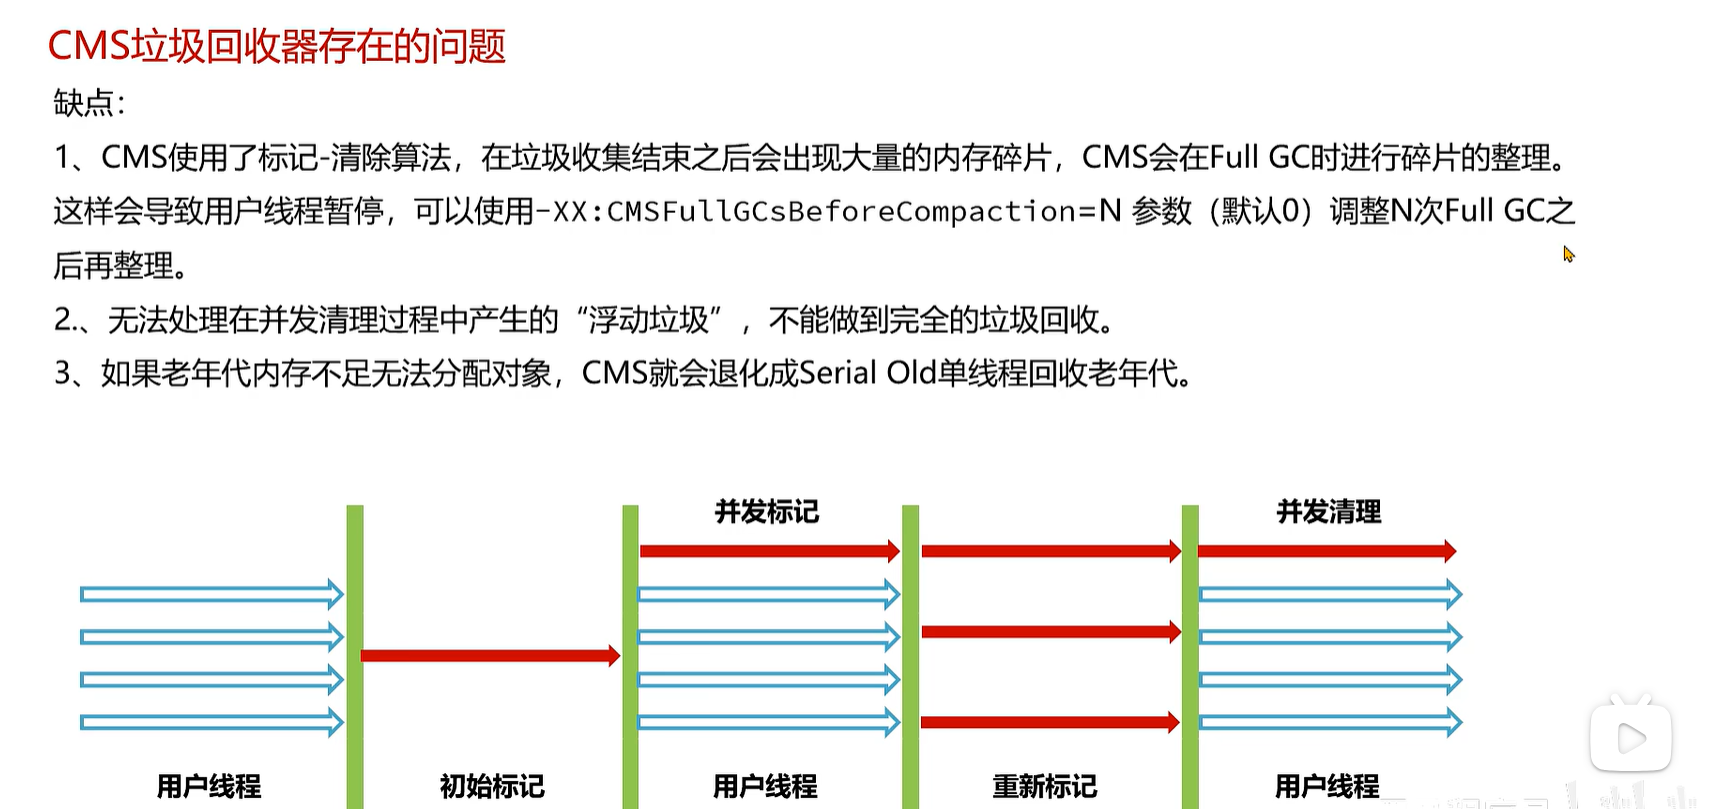 CMS垃圾回收器存在的问题
缺点：
1、CMS使用了标记-清除算法，在垃圾收集结束之后会出现大量的内存碎片，CMS会在Full GC时进行碎片的整理。
这样会导致用户线程暂停，可以使用-XX:CMSFullGCsBeforeCompaction=N 参数（默认0）调整N次Full GC之
后再整理。
2.、无法处理在并发清理过程中产生的“浮动垃圾”，不能做到完全的垃圾回收。
3、如果老年代内存不足无法分配对象，CMS就会退化成Serial Old单线程回收老年代。
并发标记
并发清理
用户线程
初始标记
用户线程
重新标记
用户线程